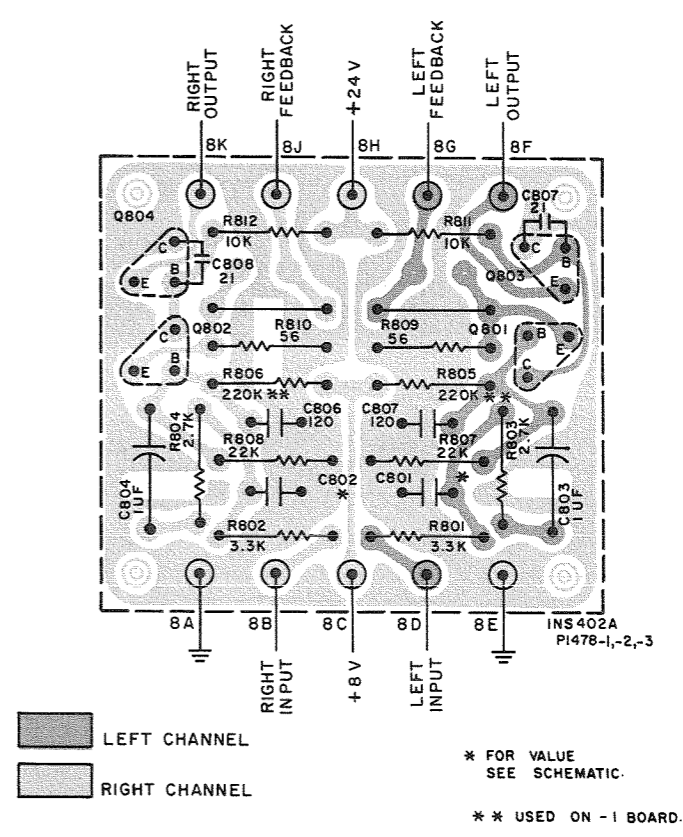 RIGHT OUTPUT
RIGHT FEEDBACK
+24V
LEFT FEEDBACK
LEFT OUTPUT
8K
8J
8H
8G
8F
Q804
R812
10K
R811
10K
C807
21
C
B
E
C808
21
Q803
C
B
E
Q802
R810
56
R809
56
Q801
C
B
E
B
E
C
R806
220K **
R805
220K
* *
C806
120
C807
120
R804
2.7K
R803
2.7K
R808
22K
R807
22K
C804
1UF
C802
*
C801
*
C803
1UF
R802
3.3K
R801
3.3K
8A
8B
8C
8D
8E
INS402A
P1478-1,-2,-3
RIGHT INPUT
+8V
LEFT INPUT
LEFT CHANNEL
RIGHT CHANNEL
* FOR VALUE
SEE SCHEMATIC.
* * USED ON -1 BOARD.